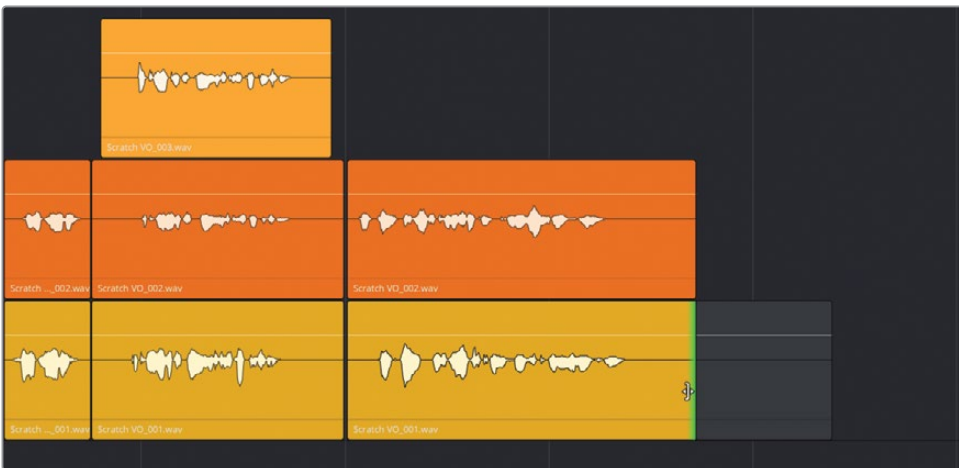 Scratch VO_003.wav
Scratch ..._002.wav
Scratch VO_002.wav
Scratch VO_002.wav
Scratch ..._001.wav
Scratch VO_001.wav
Scratch VO_001.wav